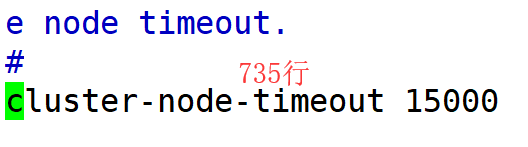 e node timeout.
#
735行
cluster-node-timeout 15000